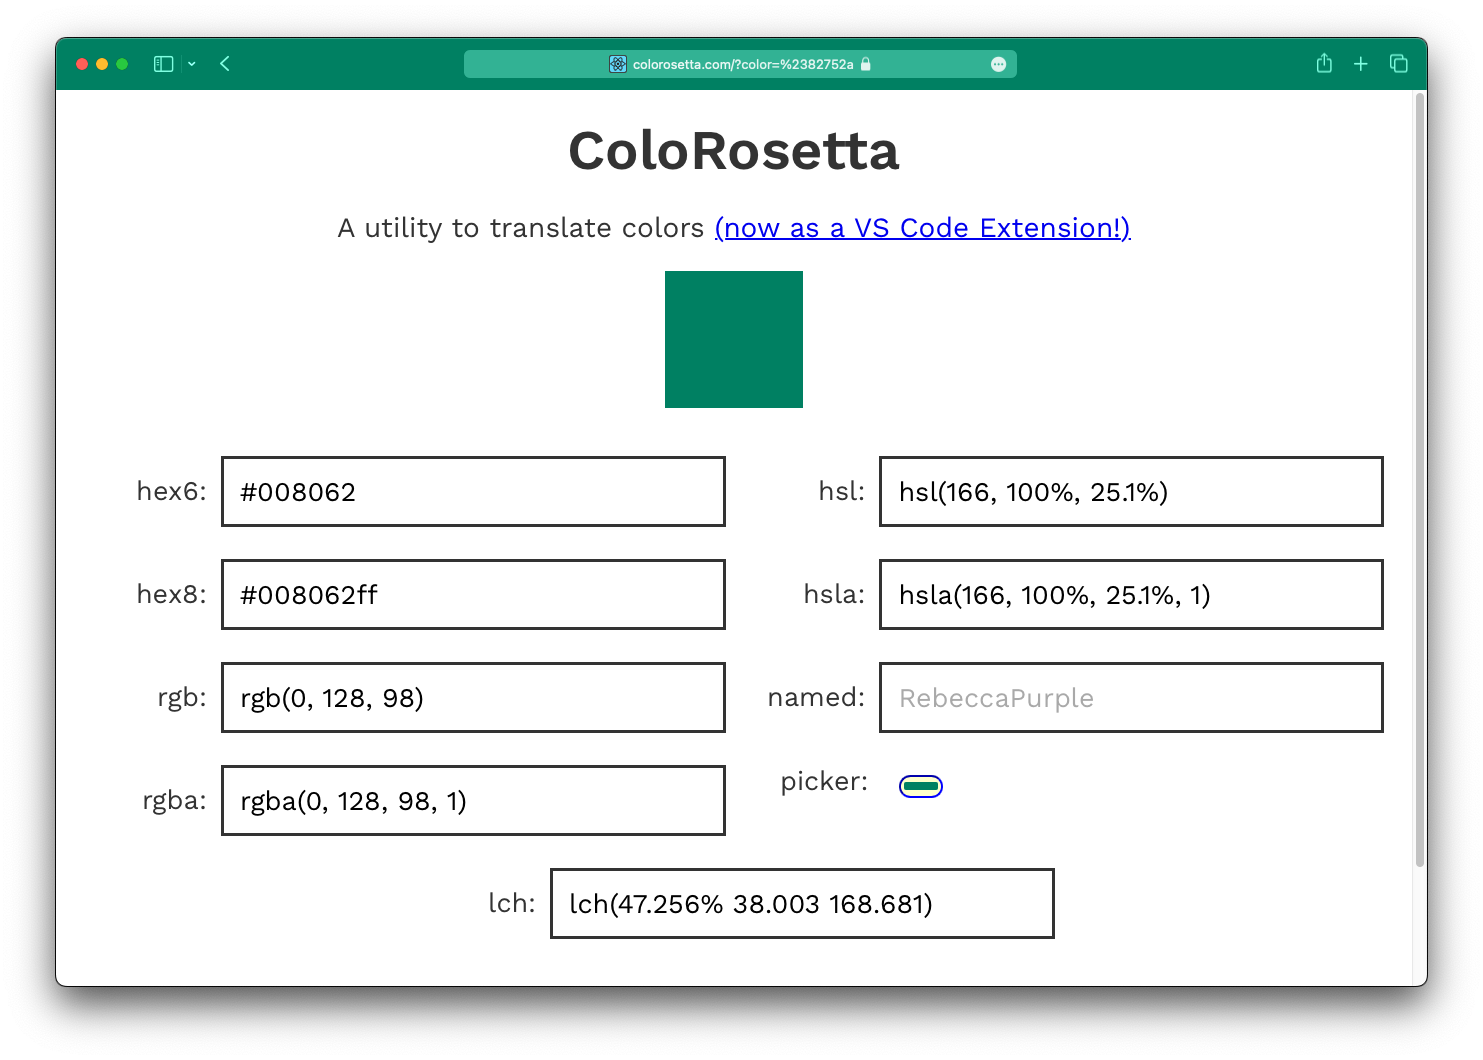 colorosetta.com/?color=%2382752a
ColoRosetta
A utility to translate colors (now as a VS Code Extension!)
hex6: #008062
hsl: hsl(166, 100%, 25.1%)
hex8: #008062ff
hsla: hsla(166, 100%, 25.1%, 1)
rgb: rgb(0, 128, 98)
named: RebeccaPurple
rgba: rgba(0, 128, 98, 1)
picker:
lch: lch(47.256% 38.003 168.681)